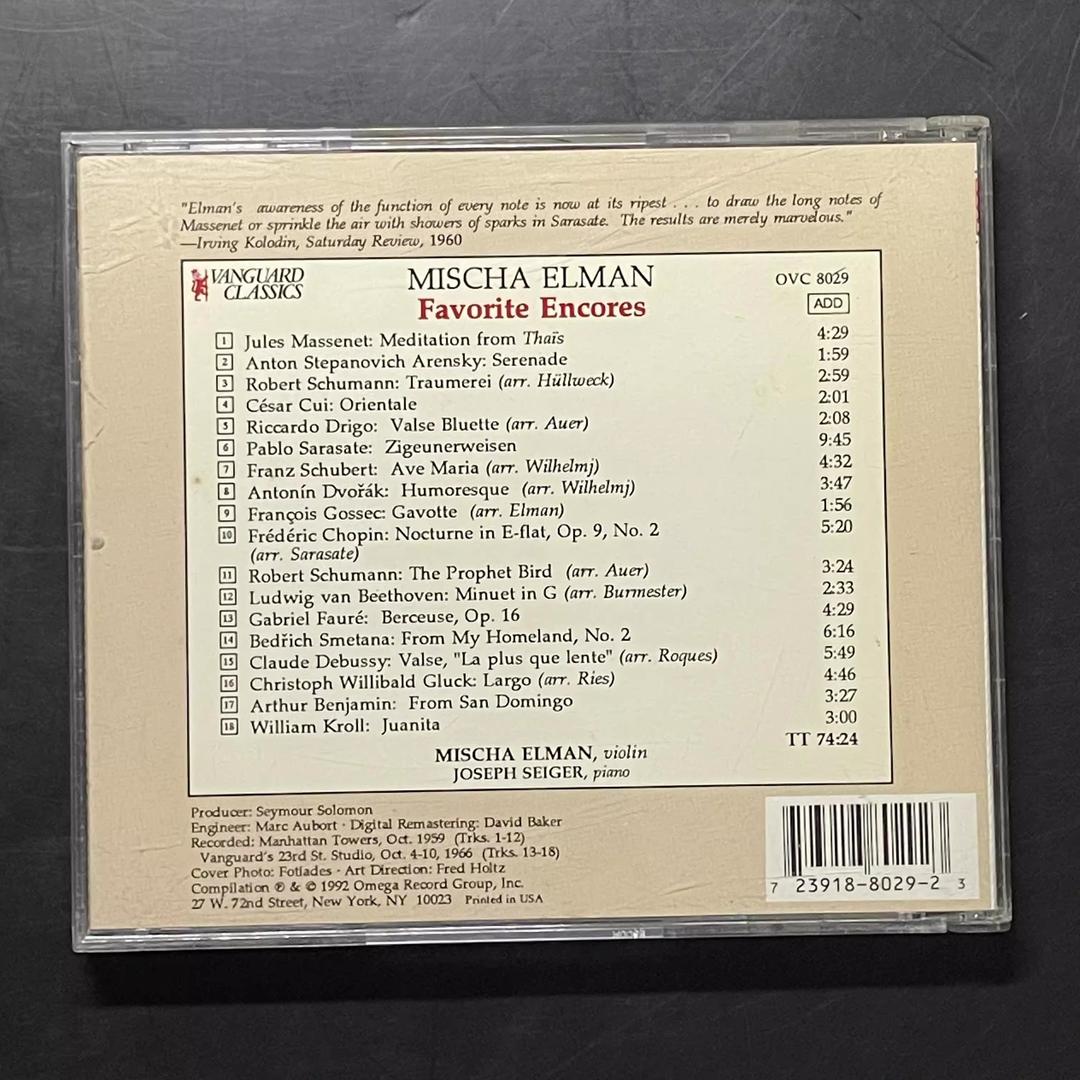 "Elman's awareness of the function of every note is now at its ripest . . . to draw the long notes of
Massenet or sprinkle the air with showers of sparks in Sarasate. The results are merely marvelous."
—Irving Kolodin, Saturday Review, 1960
VANGUARD
CLASSICS
MISCHA ELMAN
OVC 8029
Favorite Encores
ADD
1 Jules Massenet: Meditation from Thaïs 4:29
2 Anton Stepanovich Arensky: Serenade 1:59
3 Robert Schumann: Traumerei (arr. Hüllweck) 2:59
4 César Cui: Orientale 2:01
5 Riccardo Drigo: Valse Bluette (arr. Auer) 2:08
6 Pablo Sarasate: Zigeunerweisen 9:45
7 Franz Schubert: Ave Maria (arr. Wilhelmj) 4:32
8 Antonín Dvořák: Humoresque (arr. Wilhelmj) 3:47
9 François Gossec: Gavotte (arr. Elman) 1:56
10 Frédéric Chopin: Nocturne in E-flat, Op. 9, No. 2 5:20
(arr. Sarasate)
11 Robert Schumann: The Prophet Bird (arr. Auer) 3:24
12 Ludwig van Beethoven: Minuet in G (arr. Burmester) 2:33
13 Gabriel Fauré: Berceuse, Op. 16 4:29
14 Bedřich Smetana: From My Homeland, No. 2 6:16
15 Claude Debussy: Valse, "La plus que lente" (arr. Roques) 5:49
16 Christoph Willibald Gluck: Largo (arr. Ries) 4:46
17 Arthur Benjamin: From San Domingo 3:27
18 William Kroll: Juanita 3:00
TT 74:24
MISCHA ELMAN, violin
JOSEPH SEIGER, piano
Producer: Seymour Solomon
Engineer: Marc Aubort · Digital Remastering: David Baker
Recorded: Manhattan Towers, Oct. 1959 (Trks. 1-12)
Vanguard's 23rd St. Studio, Oct. 4-10, 1966 (Trks. 13-18)
Cover Photo: Fotiades · Art Direction: Fred Holtz
Compilation ℗ & © 1992 Omega Record Group, Inc.
27 W. 72nd Street, New York, NY 10023 Printed in USA
7 23918-8029-2 3